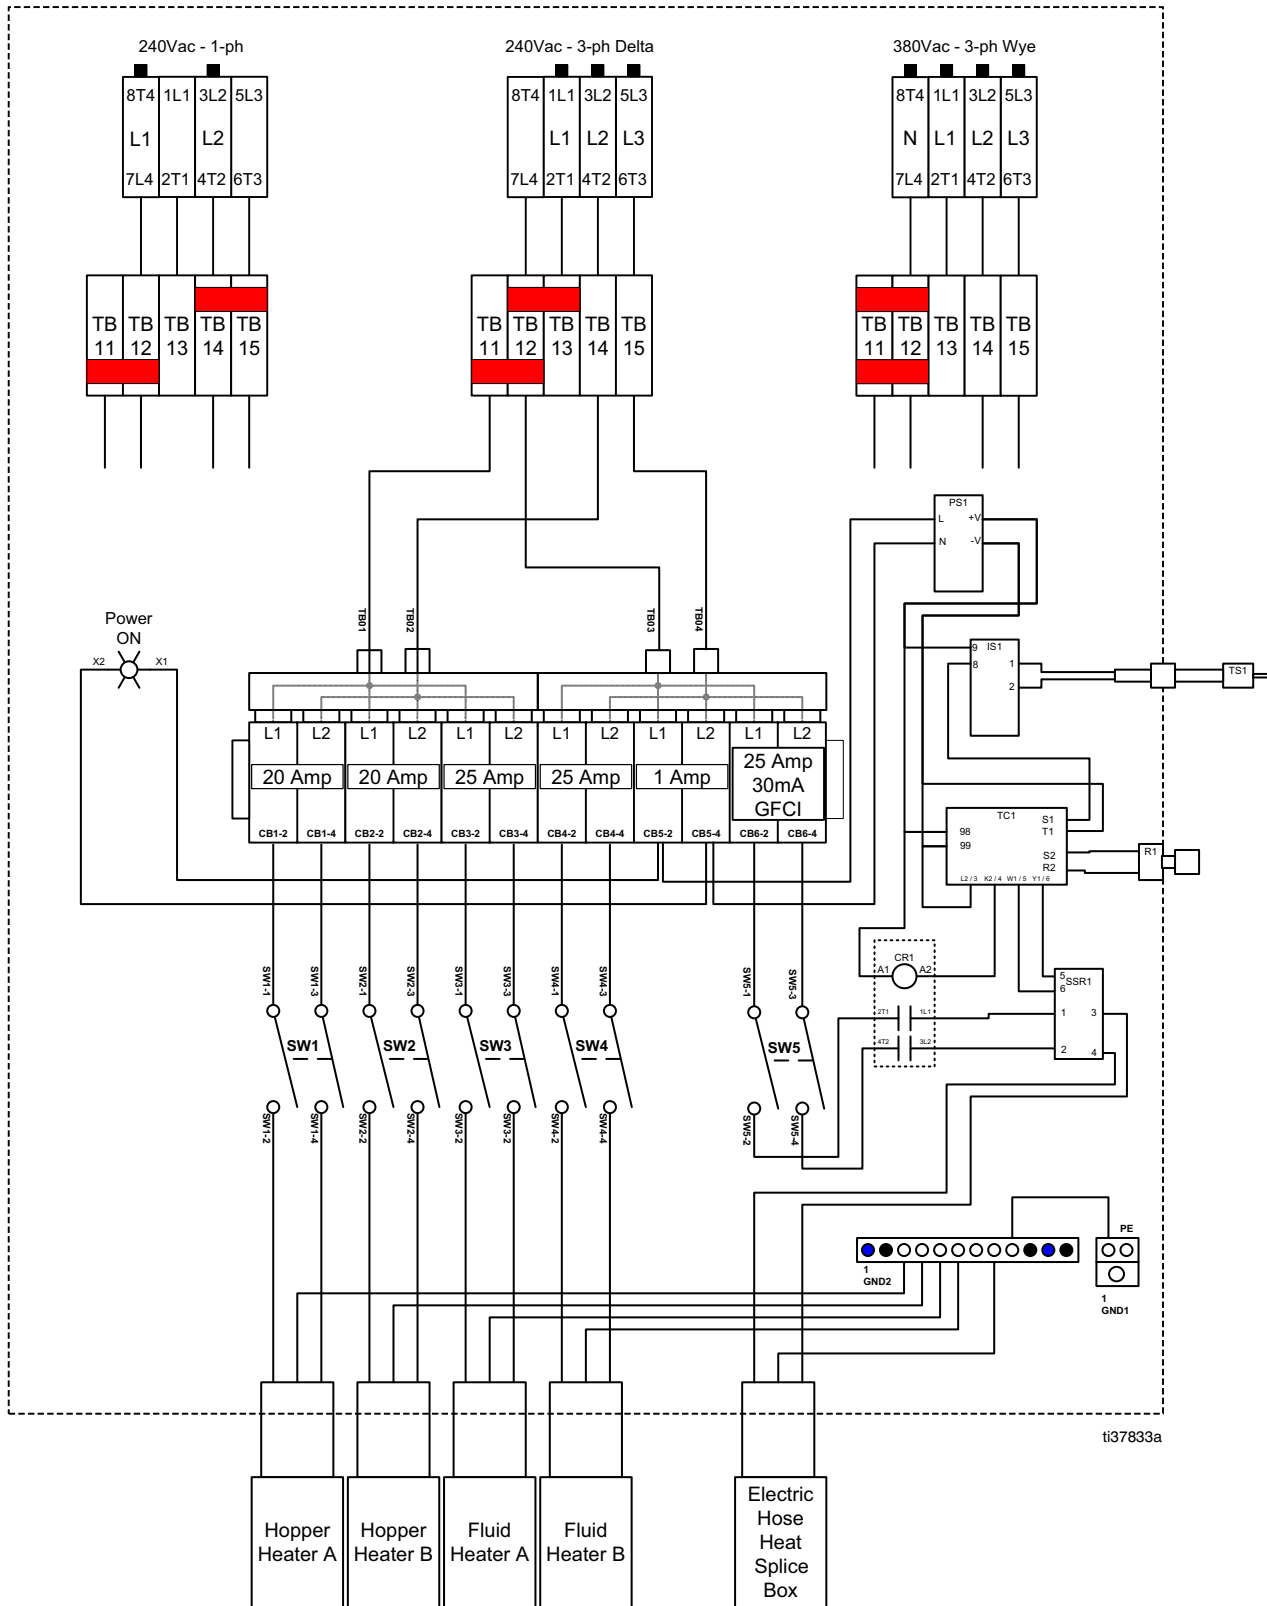 240Vac - 1-ph
240Vac - 3-ph Delta
380Vac - 3-ph Wye
8T4 1L1 3L2 5L3
L1 L2
7L4 2T1 4T2 6T3
8T4 1L1 3L2 5L3
L1 L2 L3
7L4 2T1 4T2 6T3
8T4 1L1 3L2 5L3
N L1 L2 L3
7L4 2T1 4T2 6T3
TB TB TB TB TB
11 12 13 14 15
TB TB TB TB TB
11 12 13 14 15
TB TB TB TB TB
11 12 13 14 15
PS1
L +V
N -V
TB01 TB02 TB03 TB04
Power
ON
X2 X1
IS1
9 1
8 2
TS1
L1 L2 L1 L2 L1 L2 L1 L2 L1 L2 L1 L2
20 Amp 20 Amp 25 Amp 25 Amp 1 Amp
25 Amp
30mA
GFCI
CB1-2 CB1-4 CB2-2 CB2-4 CB3-2 CB3-4 CB4-2 CB4-4 CB5-2 CB5-4 CB6-2 CB6-4
TC1
S1
98 T1
99
S2
R2
L2 / 3 K2 / 4 W1 / 5 Y1 / 6
R1
CR1
A1 A2
2T1 1L1
4T2 3L2
5
SSR1
6
1 3
2 4
SW1-1 SW1-3 SW2-1 SW2-3 SW3-1 SW3-3 SW4-1 SW4-3 SW5-1 SW5-3
SW1 SW2 SW3 SW4 SW5
SW1-2 SW1-4 SW2-2 SW2-4 SW3-2 SW3-2 SW4-2 SW4-4 SW5-2 SW5-4
PE
1
GND2
1
GND1
ti37833a
Hopper
Heater A
Hopper
Heater B
Fluid
Heater A
Fluid
Heater B
Electric
Hose
Heat
Splice
Box